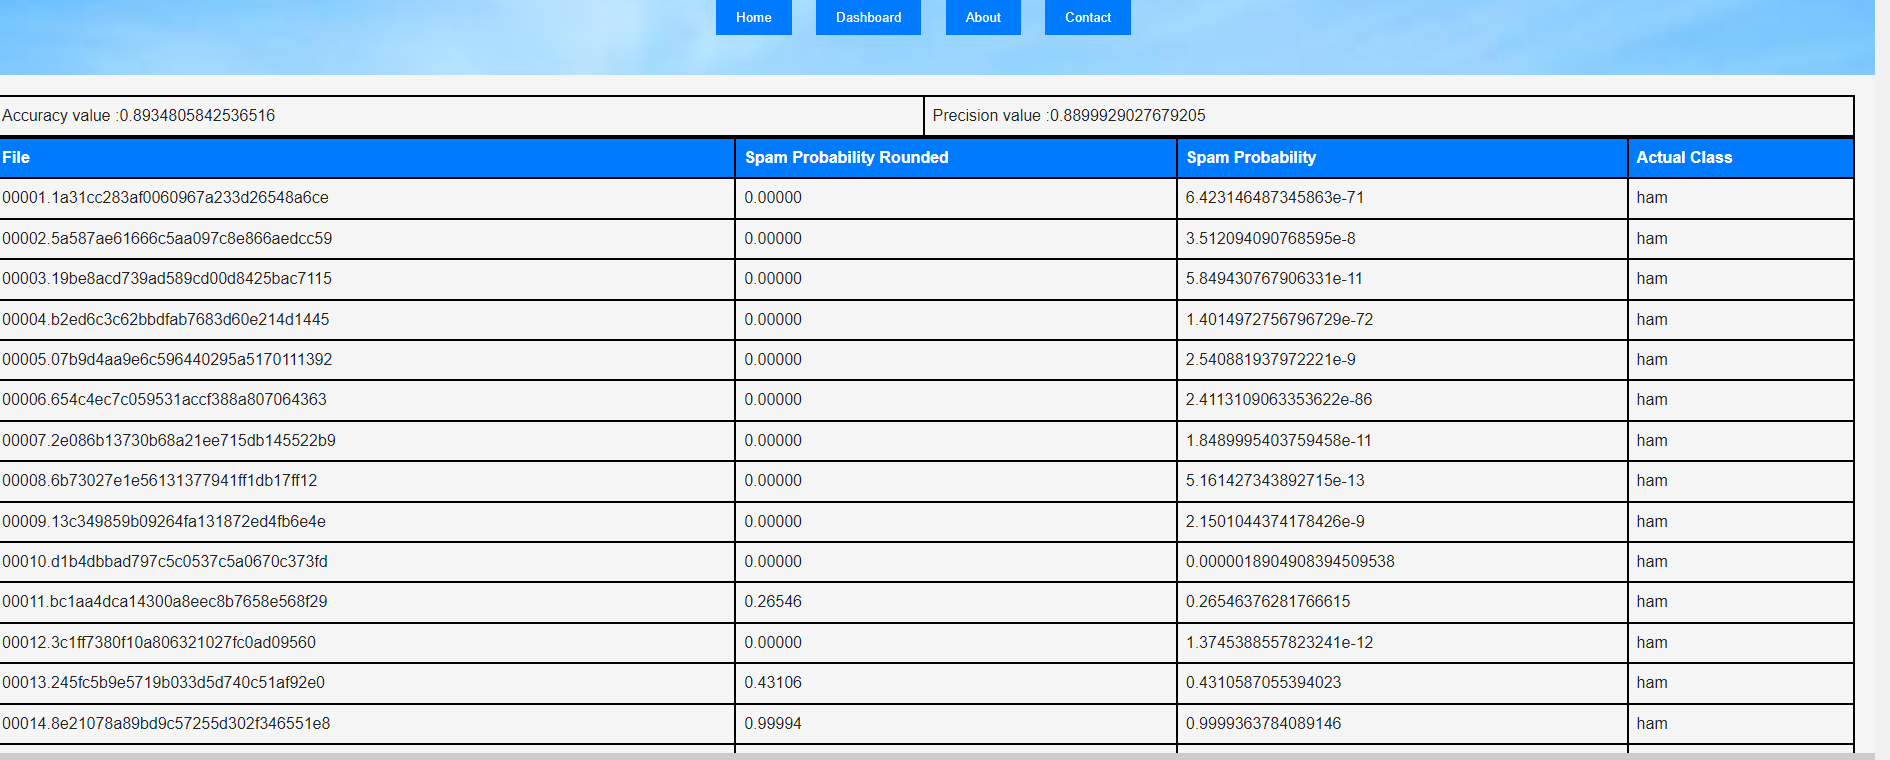 Home Dashboard About Contact
Accuracy value :0.8934805842536516 Precision value :0.8899929027679205
File Spam Probability Rounded Spam Probability Actual Class
00001.1a31cc283af0060967a233d26548a6ce 0.00000 6.423146487345863e-71 ham
00002.5a587ae61666c5aa097c8e866aedcc59 0.00000 3.512094090768595e-8 ham
00003.19be8acd739ad589cd00d8425bac7115 0.00000 5.849430767906331e-11 ham
00004.b2ed6c3c62bbdfab7683d60e214d1445 0.00000 1.4014972756796729e-72 ham
00005.07b9d4aa9e6c596440295a5170111392 0.00000 2.540881937972221e-9 ham
00006.654c4ec7c059531accf388a807064363 0.00000 2.4113109063353622e-86 ham
00007.2e086b13730b68a21ee715db145522b9 0.00000 1.8489995403759458e-11 ham
00008.6b73027e1e56131377941ff1db17ff12 0.00000 5.161427343892715e-13 ham
00009.13c349859b09264fa131872ed4fb6e4e 0.00000 2.1501044374178426e-9 ham
00010.d1b4dbbad797c5c0537c5a0670c373fd 0.00000 0.0000018904908394509538 ham
00011.bc1aa4dca14300a8eec8b7658e568f29 0.26546 0.26546376281766615 ham
00012.3c1ff7380f10a806321027fc0ad09560 0.00000 1.3745388557823241e-12 ham
00013.245fc5b9e5719b033d5d740c51af92e0 0.43106 0.4310587055394023 ham
00014.8e21078a89bd9c57255d302f346551e8 0.99994 0.9999363784089146 ham